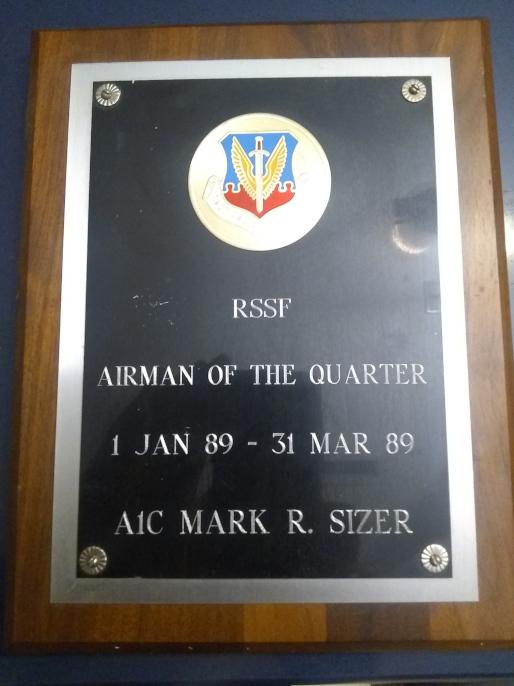 RSSF
AIRMAN OF THE QUARTER
1 JAN 89 - 31 MAR 89
A1C MARK R. SIZER